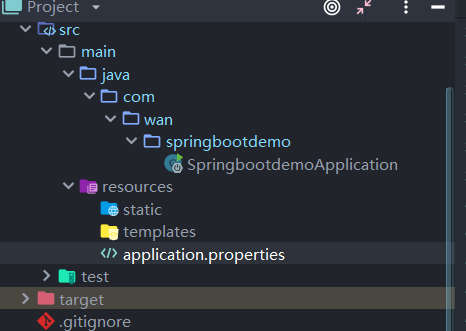 Project
src
main
java
com
wan
springbootdemo
SpringbootdemoApplication
resources
static
templates
application.properties
test
target
.gitignore